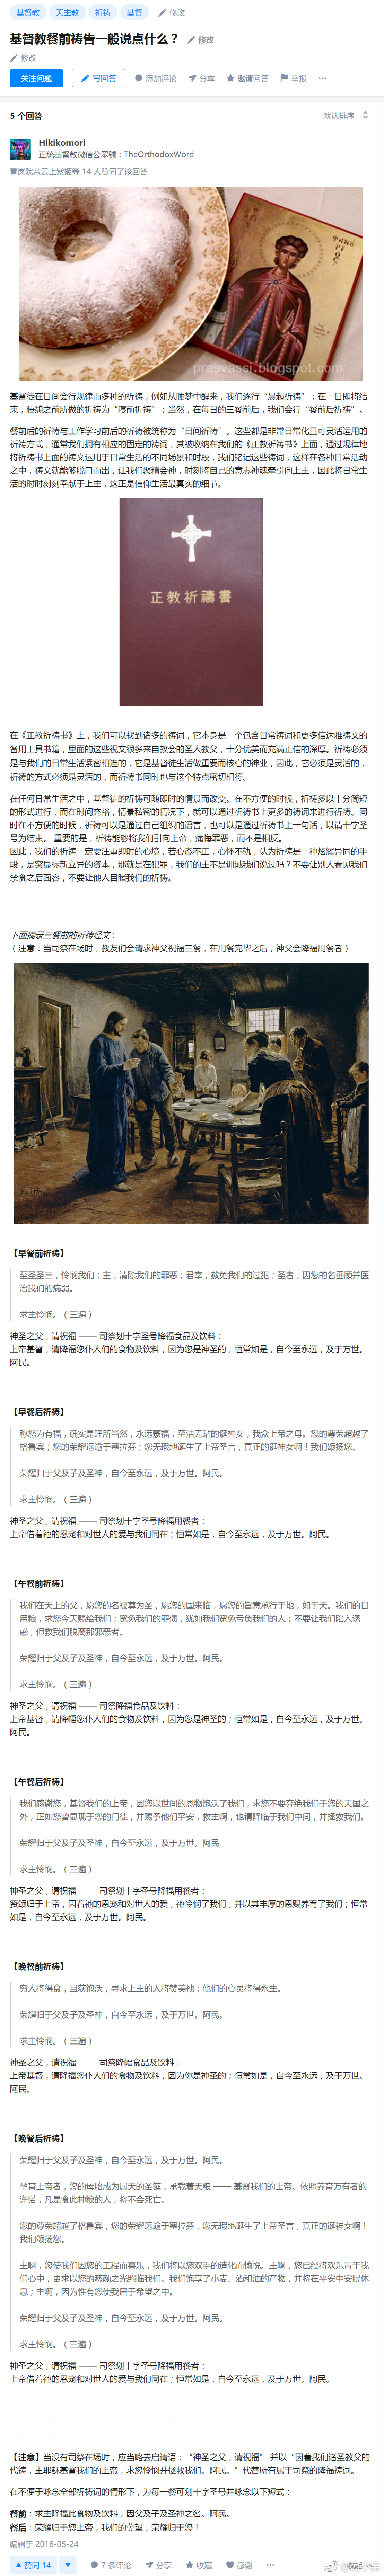 基督教 天主教 祈祷 基督 修改
基督教餐前祷告一般说点什么？ 修改
修改
关注问题 写回答 添加评论 分享 邀请回答 举报 ···
5 个回答 默认排序
Hikikomori
正統基督教微信公眾號：TheOrthodoxWord
青岚院亲云上紫姬等 14 人赞同了该回答
presvassi.blogspot.com
基督徒在日间会行规律而多种的祈祷，例如从睡梦中醒来，我们逐行“晨起祈祷”；在一日即将结
束，睡憩之前所做的祈祷为“寝前祈祷”；当然，在每日的三餐前后，我们会行“餐前后祈祷”。
餐前后的祈祷与工作学习前后的祈祷被统称为“日间祈祷”。这些都是非常日常化且可灵活运用的
祈祷方式，通常我们拥有相应的固定的祷词，其被收纳在我们的《正教祈祷书》上面，通过规律地
将祈祷书上面的祷文运用于日常生活的不同场景和时段，我们铭记这些祷词，这样在各种日常活动
之中，祷文就能够脱口而出，让我们聚精会神，时刻将自己的意志神魂牵引向上主，因此将日常生
活的时时刻刻奉献于上主，这正是信仰生活最真实的细节。
正教祈禱書
在《正教祈祷书》上，我们可以找到诸多的祷词，它本身是一个包含日常祷词和更多信达雅祷文的
备用工具书籍，里面的这些祝文很多来自教会的圣人教父，十分优美而充满正信的深厚。祈祷必须
是与我们的日常生活紧密相连的，它是基督徒生活做重要而核心的神业，因此，它必须是灵活的，
祈祷的方式必须是灵活的，而祈祷书同时也与这个特点密切相符。
在任何日常生活之中，基督徒的祈祷可随即时的情景而改变。在不方便的时候，祈祷多以十分简短
的形式进行，而在时间充裕，情景私密的情况下，就可以通过祈祷书上更多的祷词来进行祈祷。同
时在不方便的时候，祈祷可以是通过自己组织的语言，也可以是通过祈祷书上一句话，以请十字圣
号为结束。 重要的是，祈祷能够将我们引向上帝，痛悔罪恶，而不是相反。
因此，我们的祈祷一定要注重即时的心境，若心态不正，心怀不轨，认为祈祷是一种炫耀异同的手
段，是突显标新立异的资本，那就是在犯罪，我们的主不是训诫我们说过吗？不要让别人看见我们
禁食之后面容，不要让他人目睹我们的祈祷。
下面摘录三餐前的祈祷经文：
（注意：当司祭在场时，教友们会请求神父祝福三餐，在用餐完毕之后，神父会降福用餐者）
【早餐前祈祷】
至圣圣三，怜悯我们；主，清除我们的罪恶；君宰，赦免我们的过犯；圣者，因您的名垂顾并医
治我们的病弱。
求主怜悯。（三遍）
神圣之父，请祝福 —— 司祭划十字圣号降福食品及饮料：
上帝基督，请降福您仆人们的食物及饮料，因为您是神圣的；恒常如是，自今至永远，及于万世。
阿民。
【早餐后祈祷】
称您为有福，确实是理所当然，永远蒙福，至洁无玷的诞神女，我众上帝之母。您的尊荣超越了
格鲁宾；您的荣耀远逾于塞拉芬；您无瑕地诞生了上帝圣言，真正的诞神女啊！我们颂扬您。
荣耀归于父及子及圣神，自今至永远，及于万世。阿民。
求主怜悯。（三遍）
神圣之父，请祝福 —— 司祭划十字圣号降福用餐者：
上帝借着祂的恩宠和对世人的爱与我们同在；恒常如是，自今至永远，及于万世。阿民。
【午餐前祈祷】
我们在天上的父，愿您的名被尊为圣，愿您的国来临，愿您的旨意承行于地，如于天。我们的日
用粮，求您今天赐给我们；宽免我们的罪债，犹如我们宽免亏负我们的人；不要让我们陷入诱
惑，但救我们脱离那邪恶者。
荣耀归于父及子及圣神，自今至永远，及于万世。阿民。
求主怜悯。（三遍）
神圣之父，请祝福 —— 司祭降福食品及饮料：
上帝基督，请降幅您仆人们的食物及饮料，因为您是神圣的；恒常如是，自今至永远，及于万世。
阿民。
【午餐后祈祷】
我们感谢您，基督我们的上帝，因您以世间的恩物饱沃了我们，求您不要弃绝我们于您的天国之
外，正如您曾显现于您的门徒，并赐予他们平安，救主啊，也请降临于我们中间，并拯救我们。
荣耀归于父及子及圣神，自今至永远，及于万世。阿民
求主怜悯。（三遍）
神圣之父，请祝福 —— 司祭划十字圣号降福用餐者：
赞颂归于上帝，因着祂的恩宠和对世人的爱，祂怜悯了我们，并以其丰厚的恩赐养育了我们；恒常
如是，自今至永远，及于万世。阿民。
【晚餐前祈祷】
穷人将得食，且获饱沃，寻求上主的人将赞美祂；他们的心灵将得永生。
荣耀归于父及子及圣神，自今至永远，及于万世。阿民。
求主怜悯。（三遍）
神圣之父，请祝福 —— 司祭降幅食品及饮料：
上帝基督，请降福您仆人们的食物及饮料，因为你是神圣的；恒常如是，自今至永远，及于万世。
阿民。
【晚餐后祈祷】
荣耀归于父及子及圣神，自今至永远，及于万世。阿民。
孕育上帝者，您的母胎成为属天的圣筵，承载着天粮 —— 基督我们的上帝。依照养育万有者的
许诺，凡是食此神粮的人，将不会死亡。
您的尊荣超越了格鲁宾，您的荣耀远逾于塞拉芬，您无瑕地诞生了上帝圣言，真正的诞神女啊！
我们颂扬您。
主啊，您使我们因您的工程而喜乐，我们将以您双手的造化而愉悦。主啊，您已经将欢乐置于我
们心中，更求以您的慈颜之光照临我们。我们饱享了小麦、酒和油的产物，并将在平安中安眠休
息；主啊，因为惟有您使我居于希望之中。
荣耀归于父及子及圣神，自今至永远，及于万世。阿民。
求主怜悯。（三遍）
神圣之父，请祝福 —— 司祭划十字圣号降福用餐者：
上帝借着祂的恩宠和对世人的爱与我们同在；恒常如是，自今至永远，及于万世。阿民。
【注意】当没有司祭在场时，应当略去启请语：“神圣之父，请祝福” 并以“因着我们诸圣教父的
代祷，主耶稣基督我们的上帝，求您怜悯并拯救我们。阿民。”代替所有属于司祭的降福祷词。
在不便于咏念全部祈祷词的情形下，为每一餐可划十字圣号并咏念以下短式：
餐前：求主降福此食物及饮料，因父及子及圣神之名。阿民。
餐后：荣耀归于您上帝，我们的冀望，荣耀归于您！
编辑于 2016-05-24
赞同 14 7 条评论 分享 收藏 感谢 ··· 收起